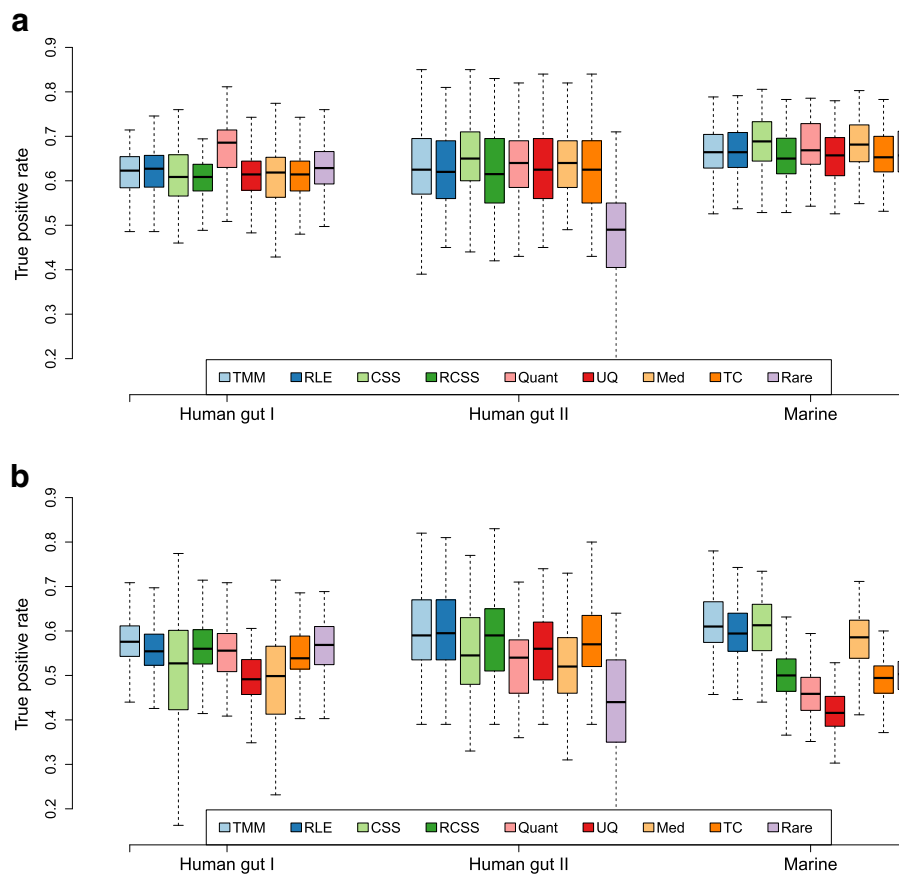 a
0.9
0.8
0.7
0.6
0.5
0.4
0.3
0.2
True positive rate
TMM RLE CSS RCSS Quant UQ Med TC Rare
Human gut I Human gut II Marine
b
0.9
0.8
0.7
0.6
0.5
0.4
0.3
0.2
True positive rate
TMM RLE CSS RCSS Quant UQ Med TC Rare
Human gut I Human gut II Marine